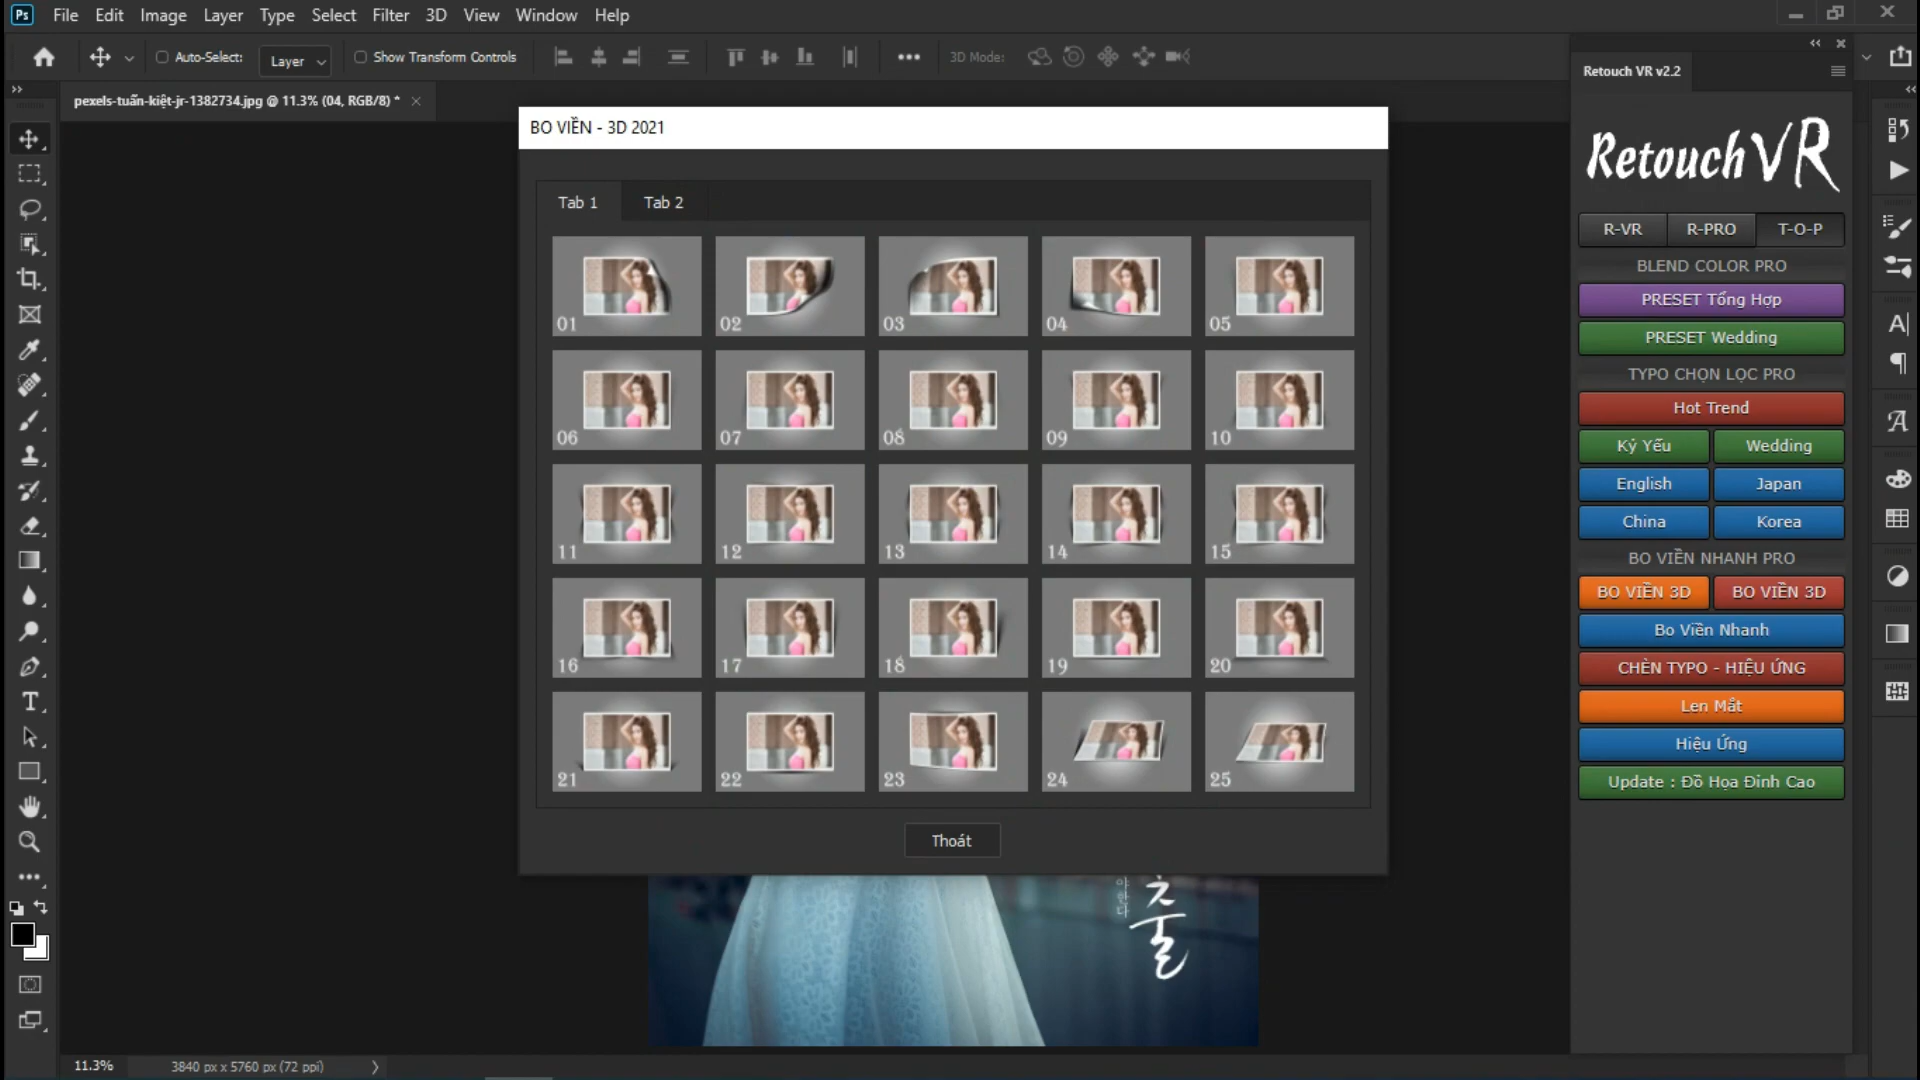 Ps File Edit Image Layer Type Select Filter 3D View Window Help
Auto-Select: Layer Show Transform Controls 3D Mode:
pexels-tuấn-kiệt-jr-1382734.jpg @ 11.3% (04, RGB/8) *
BO VIỀN - 3D 2021
Tab 1 Tab 2
01 02 03 04 05
06 07 08 09 10
11 12 13 14 15
16 17 18 19 20
21 22 23 24 25
Thoát
출
야한다
Retouch VR v2.2
RetouchVR
R-VR R-PRO T-O-P
BLEND COLOR PRO
PRESET Tổng Hợp
PRESET Wedding
TYPO CHỌN LỌC PRO
Hot Trend
Kỷ Yếu Wedding
English Japan
China Korea
BO VIỀN NHANH PRO
BO VIỀN 3D BO VIỀN 3D
Bo Viền Nhanh
CHÈN TYPO - HIỆU ỨNG
Len Mắt
Hiệu Ứng
Update : Đồ Họa Đỉnh Cao
11.3% 3840 px x 5760 px (72 ppi)